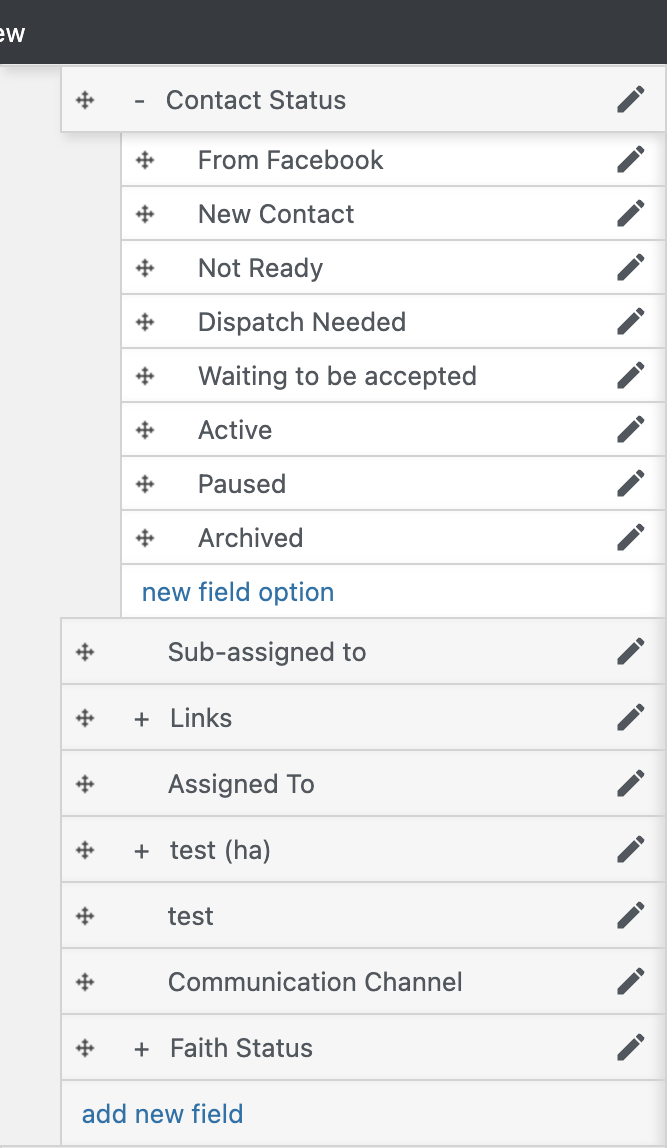 ew
- Contact Status
From Facebook
New Contact
Not Ready
Dispatch Needed
Waiting to be accepted
Active
Paused
Archived
new field option
Sub-assigned to
+ Links
Assigned To
+ test (ha)
test
Communication Channel
+ Faith Status
add new field